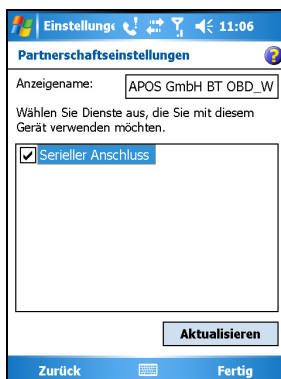 Einstellunge 11:06
Partnerschaftseinstellungen
Anzeigename: APOS GmbH BT OBD_W
Wählen Sie Dienste aus, die Sie mit diesem
Gerät verwenden möchten.
Serieller Anschluss
Aktualisieren
Zurück Fertig